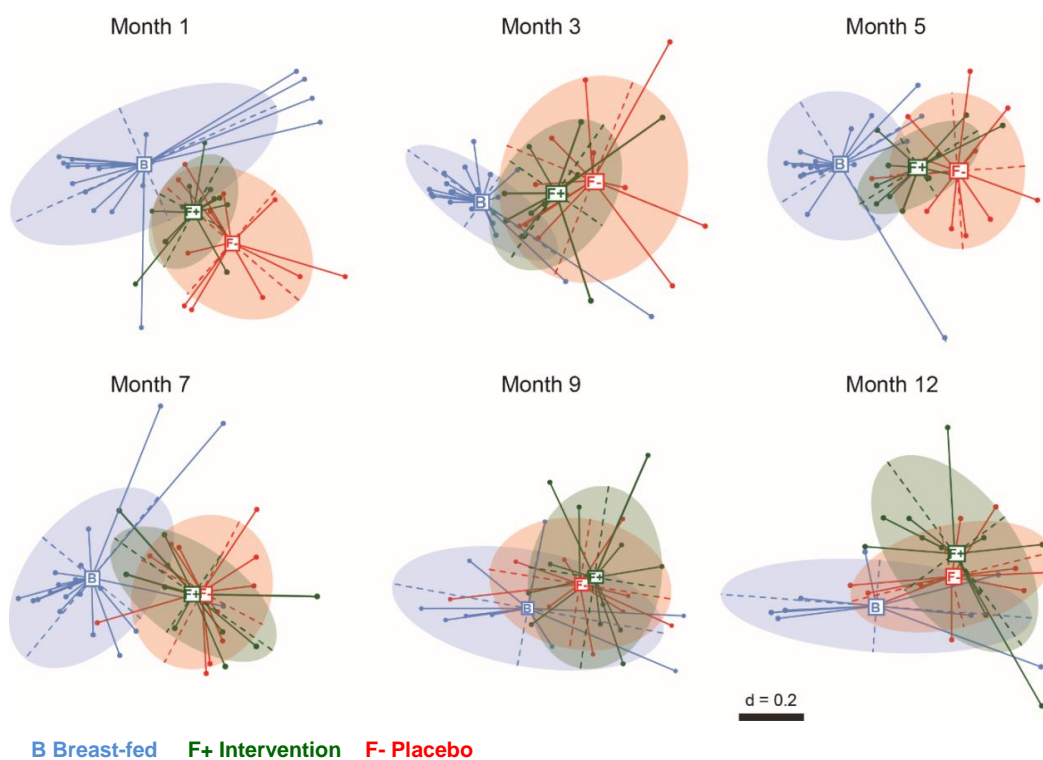 Month 1 Month 3 Month 5
B F+ F- B F+ F- B F+ F-
Month 7 Month 9 Month 12
B F+ F- B F- F+ B F+ F-
d = 0.2
B Breast-fed F+ Intervention F- Placebo